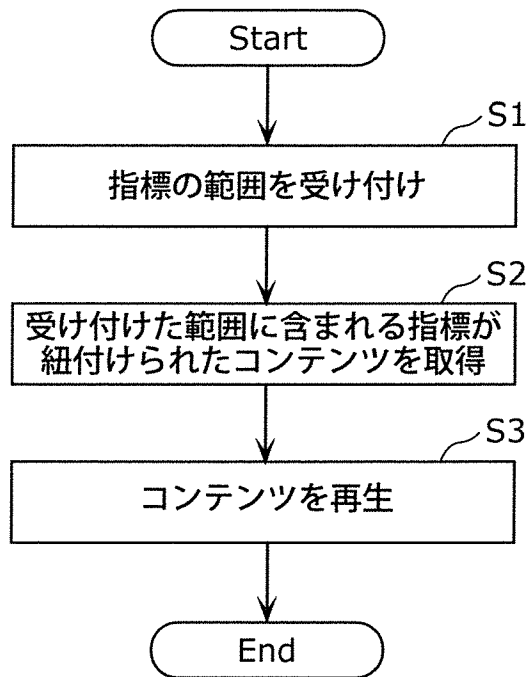 Start
S1
指標の範囲を受け付け
S2
受け付けた範囲に含まれる指標が
紐付けられたコンテンツを取得
S3
コンテンツを再生
End